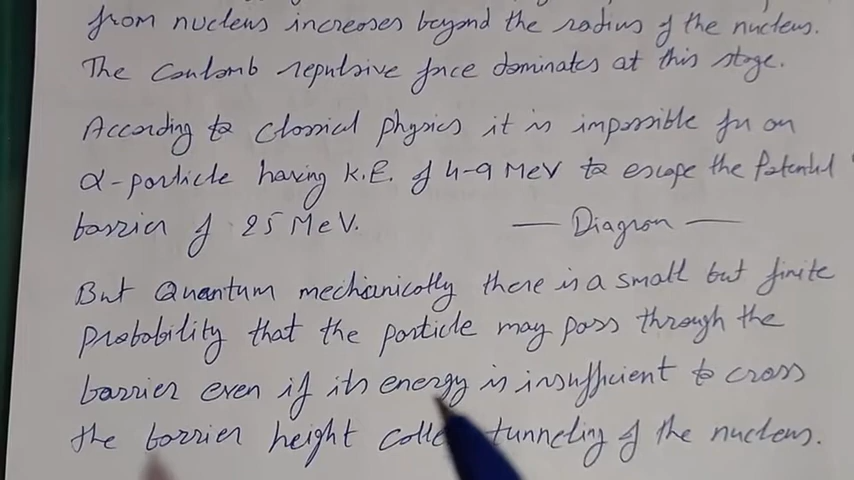 from nucleus increases beyond the radius of the nucleus.
The Coulomb repulsive force dominates at this stage.
According to classical physics it is impossible for an
α-particle having K.E. of 4-9 MeV to escape the Potential
barrier of 25 MeV. — Diagram —
But Quantum mechanically there is a small but finite
Probability that the particle may pass through the
barrier even if its energy is insufficient to cross
the barrier height tunneling of the nucleus.